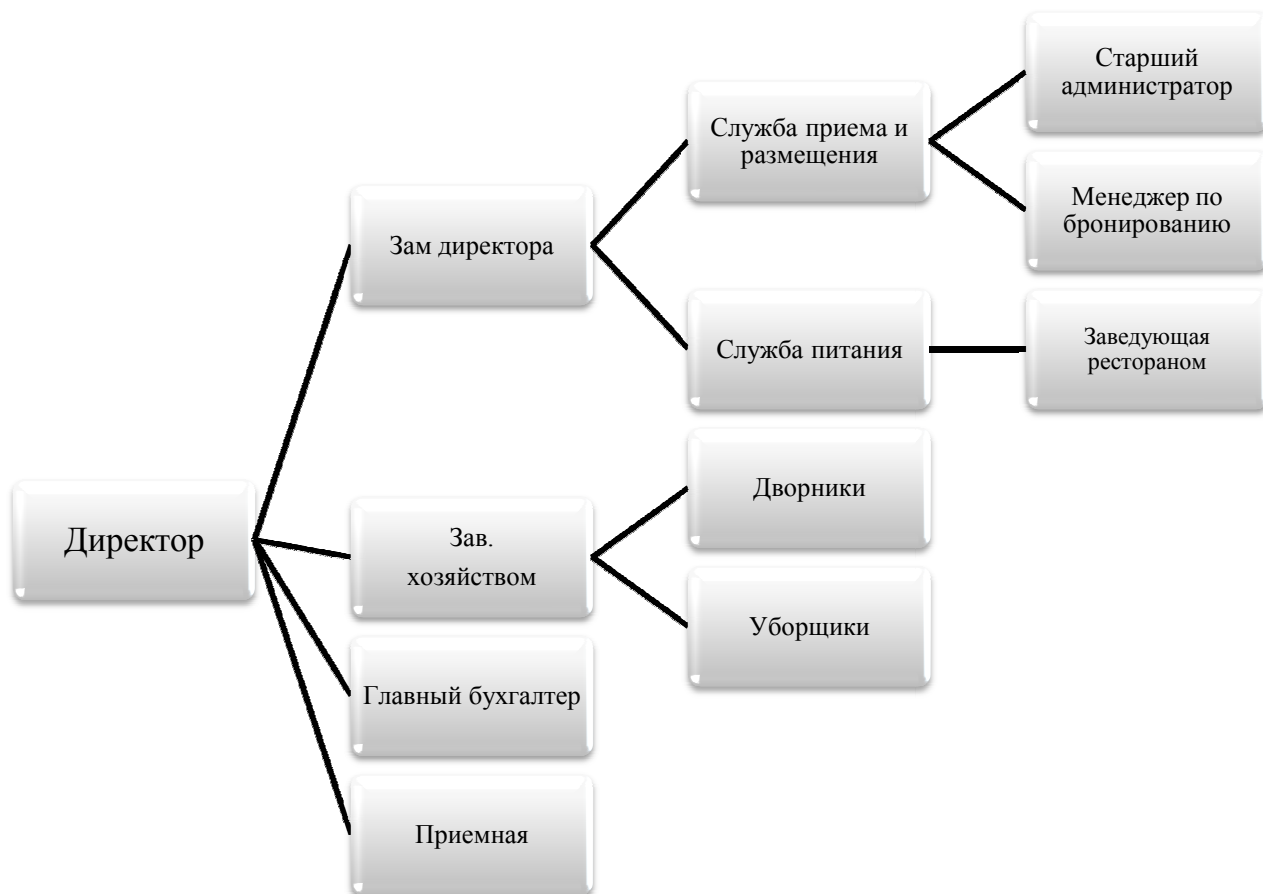 Старший
администратор
Служба приема и
размещения
Менеджер по
бронированию
Зам директора
Служба питания
Заведующая
рестораном
Директор
Зав.
хозяйством
Дворники
Уборщики
Главный бухгалтер
Приемная